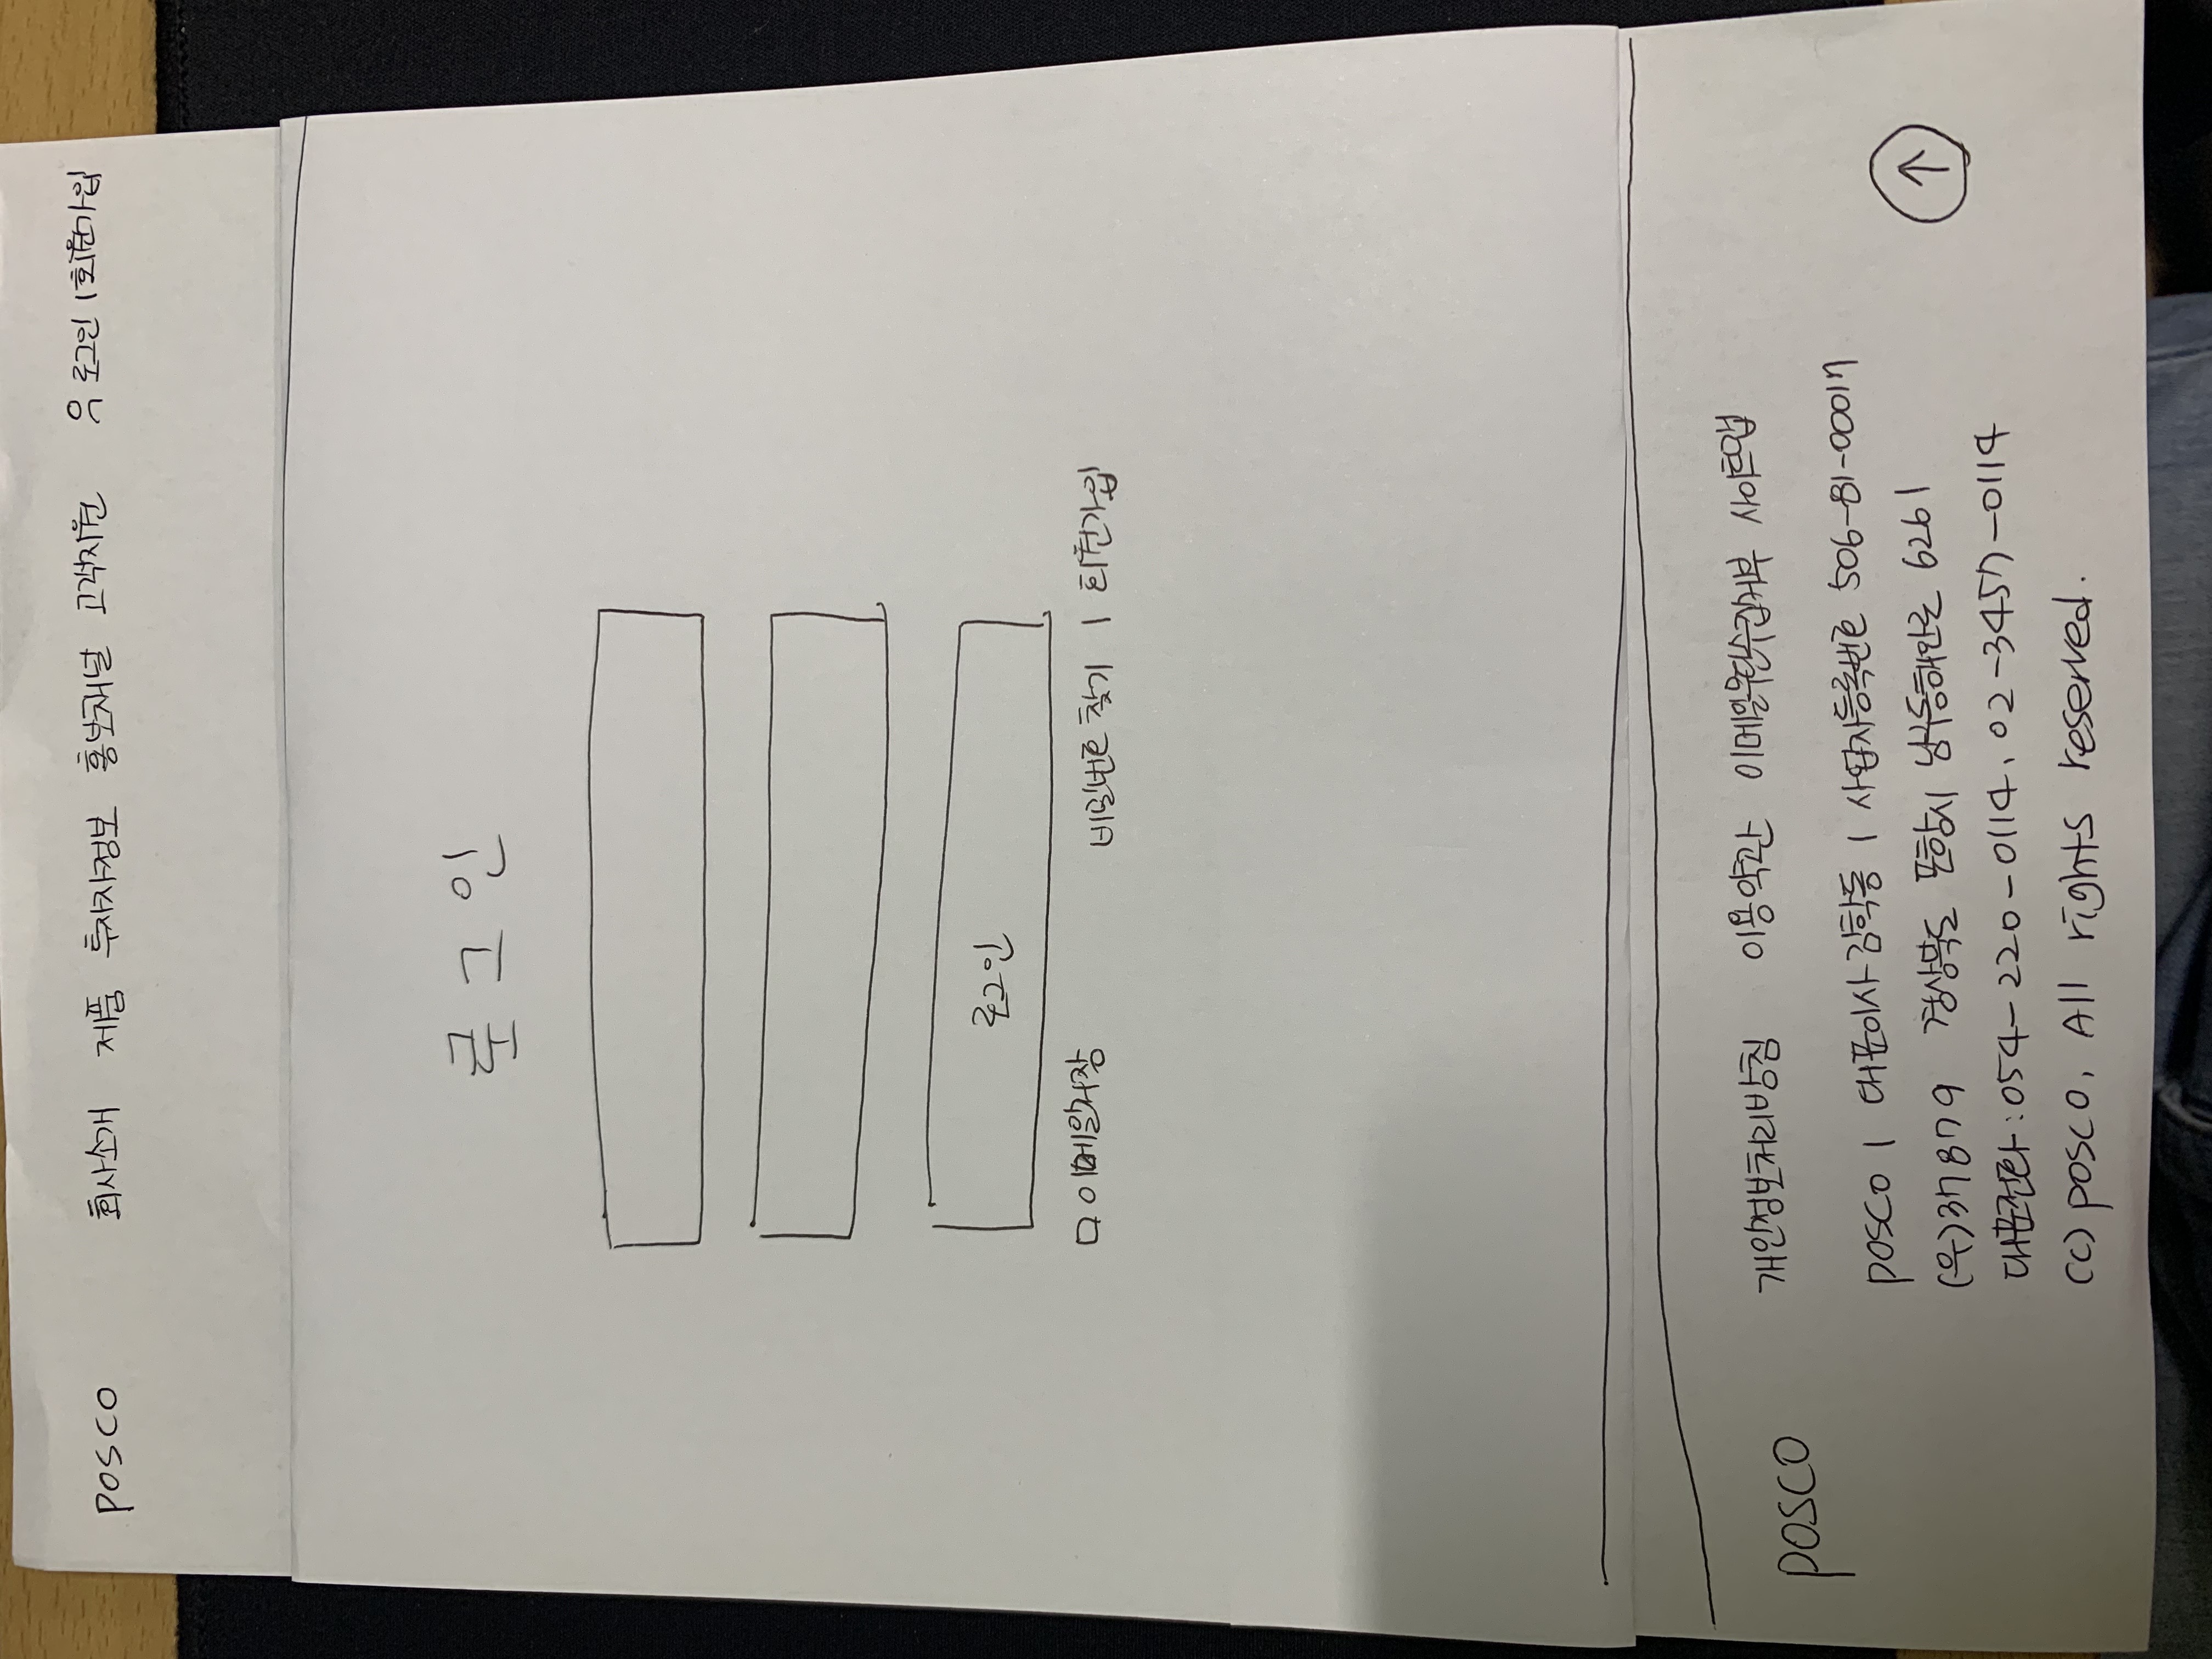 POSCO 회사소개 제품 투자자정보 홍보채널 고객지원 로그인 | 회원가입
로그인
로그인
이메일저장 비밀번호 찾기 | 회원가입
개인정보처리방침 이용약관 이메일무단수집거부 사이트맵
POSCO
POSCO | 대표이사 김학동 | 사업자등록번호 506-81-00017
(우)37879 경상북도 포항시 남구동해안로 6261
대표전화 : 054-220-0114, 02-3457-0114
(C) POSCO, All rights reserved.